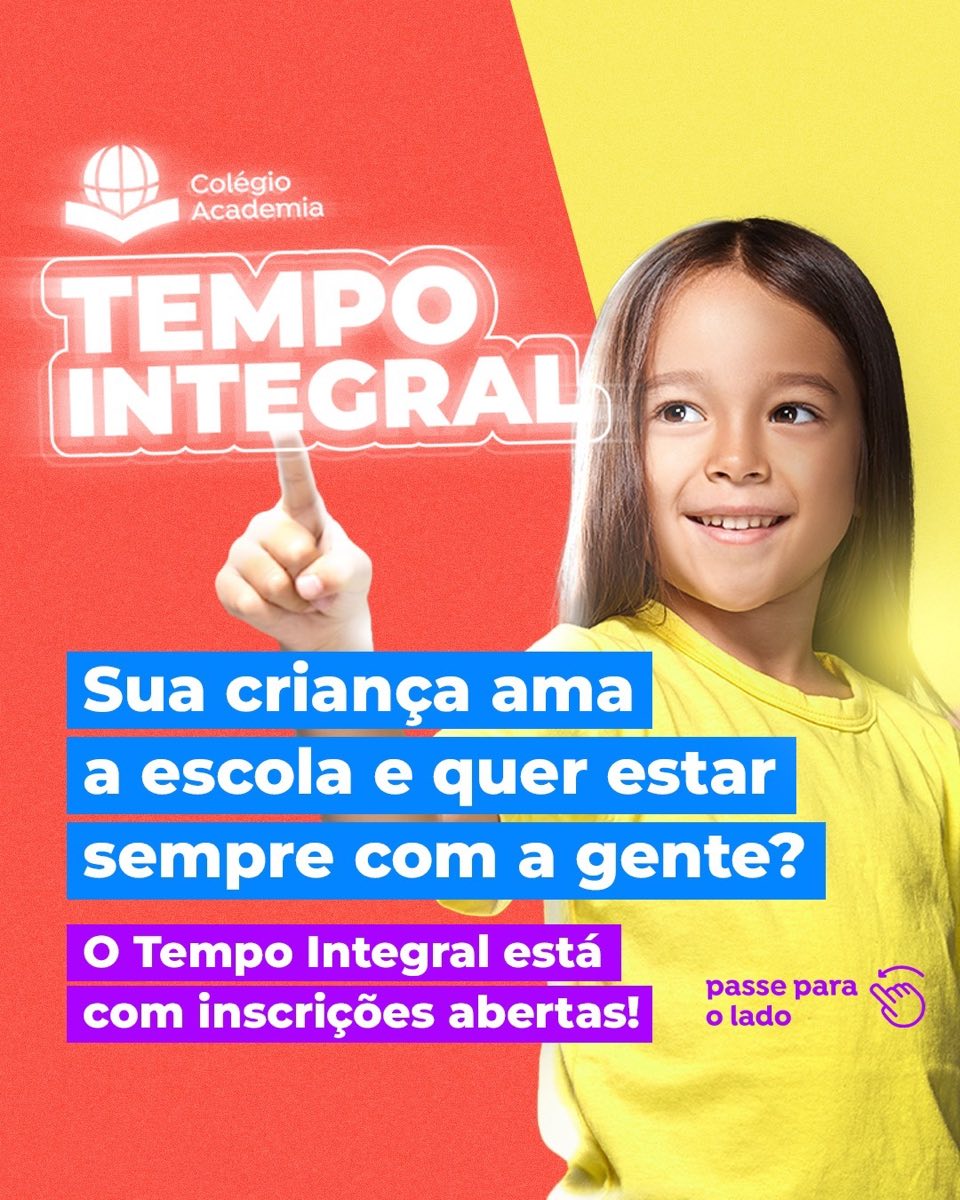 Colégio
Academia
TEMPO
INTEGRAL
Sua criança ama
a escola e quer estar
sempre com a gente?
O Tempo Integral está
com inscrições abertas!
passe para
o lado